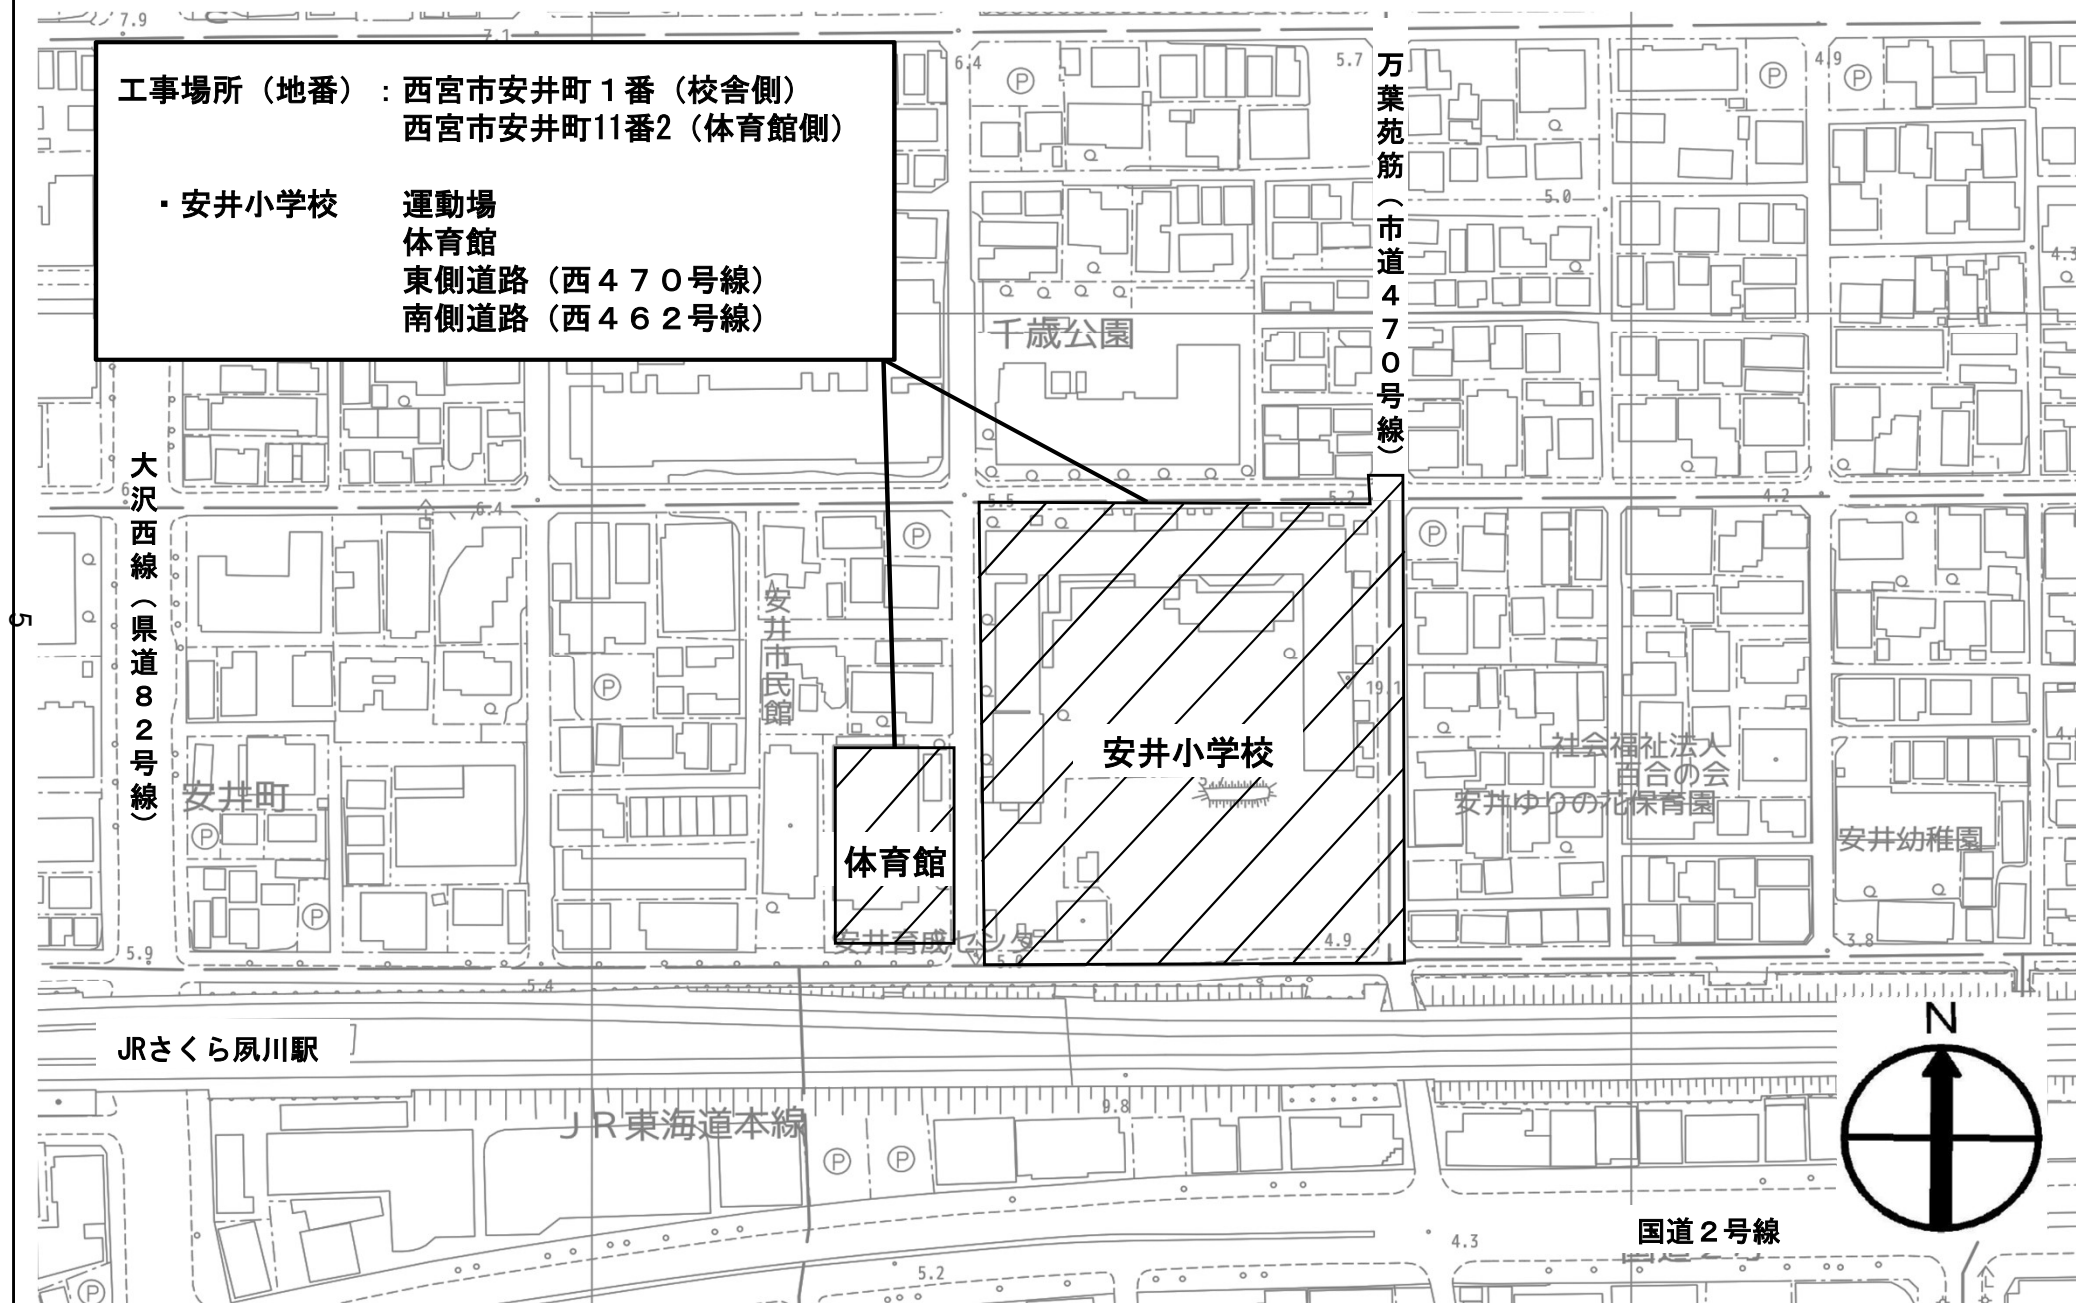 7.9
7.1
工事場所（地番）：西宮市安井町１番（校舎側）
西宮市安井町11番2（体育館側）
・安井小学校　運動場
体育館
東側道路（西４７０号線）
南側道路（西４６２号線）
6.4
P
5.7
万葉苑筋（市道４７０号線）
P
4.9
P
5.0
4.3
千歳公園
大沢西線（県道８２号線）
6.4
5.5
5.2
4.2
P
P
安井市民館
P
19.1
安井小学校
社会福祉法人
百合の会
安井ゆりの花保育園
安井幼稚園
安井町
P
体育館
P
安井育成センタ
5.9
5.4
4.9
3.8
5
JRさくら夙川駅
N
ＪＲ東海道本線
9.8
P
P
国道２号線
4.3
5.2
P